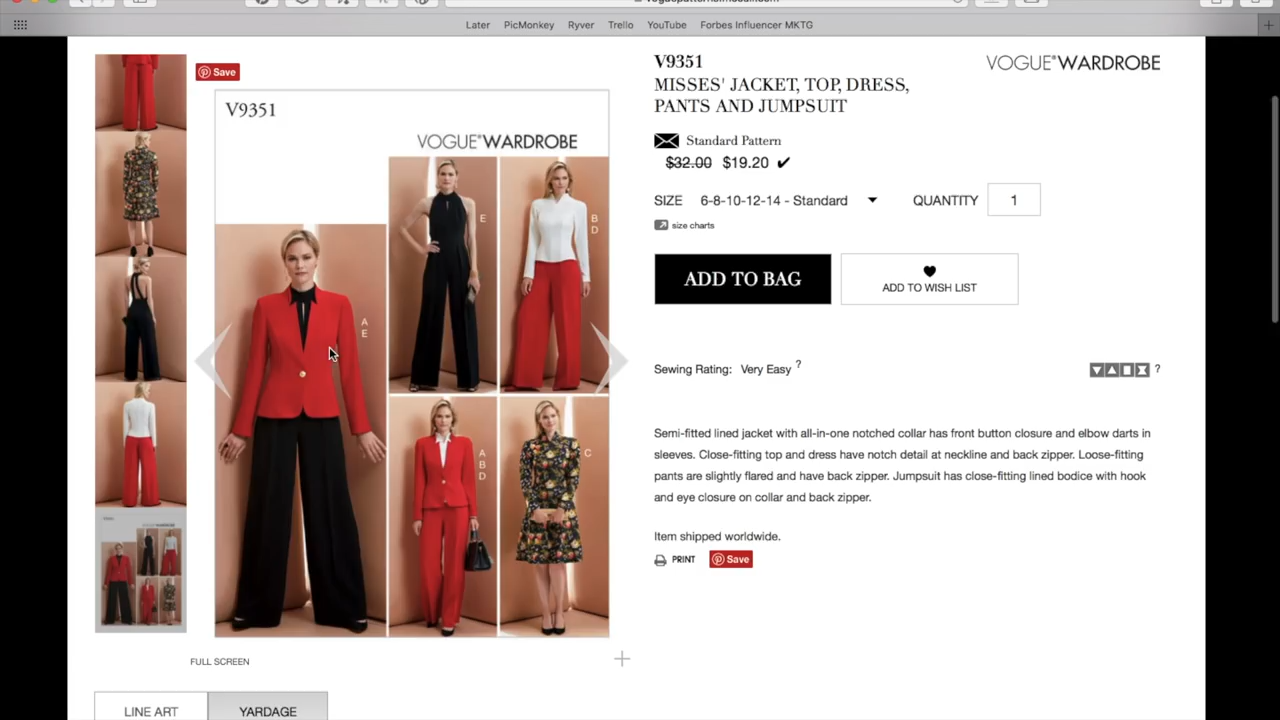 voguepatterns.mccall.com
Later PicMonkey Ryver Trello YouTube Forbes Influencer MKTG
Save
V9351
VOGUE®WARDROBE
E
B
D
A
E
A
B
D
C
FULL SCREEN
LINE ART YARDAGE
V9351
VOGUE®WARDROBE
MISSES' JACKET, TOP, DRESS,
PANTS AND JUMPSUIT
Standard Pattern
$32.00 $19.20
SIZE 6-8-10-12-14 - Standard QUANTITY 1
size charts
ADD TO BAG ADD TO WISH LIST
Sewing Rating: Very Easy ? ?
Semi-fitted lined jacket with all-in-one notched collar has front button closure and elbow darts in
sleeves. Close-fitting top and dress have notch detail at neckline and back zipper. Loose-fitting
pants are slightly flared and have back zipper. Jumpsuit has close-fitting lined bodice with hook
and eye closure on collar and back zipper.
Item shipped worldwide.
PRINT Save